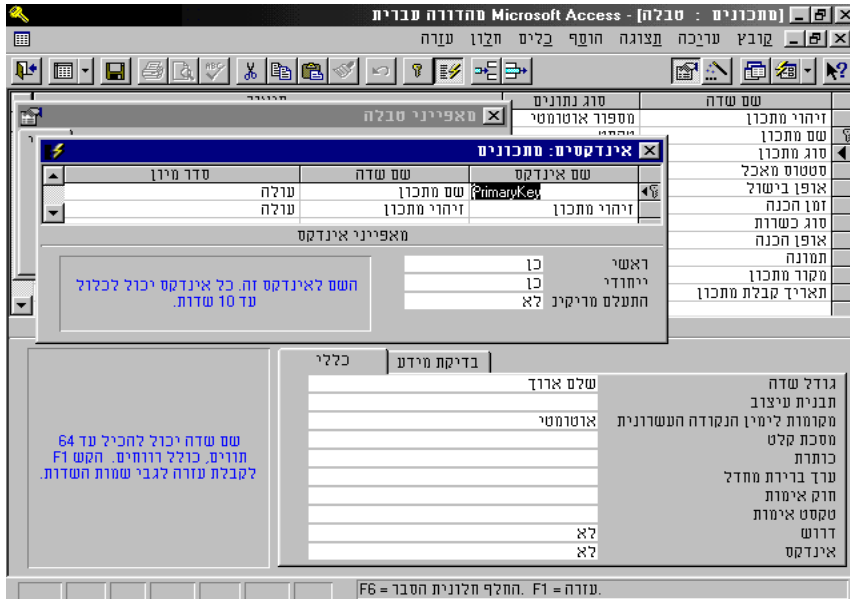 Microsoft Access - [מתכונים : טבלה] מהדורה עברית
קובץ עריכה תצוגה הוסף כלים חלון עזרה
שם שדה סוג נתונים
זיהוי מתכון מספור אוטומטי
שם מתכון
סוג מתכון
סטטוס מאכל
אופן בישול
זמן הכנה
סוג כשרות
אופן הכנה
תמונה
מקור מתכון
תאריך קבלת מתכון
מאפייני טבלה
אינדקסים: מתכונים
שם אינדקס שם שדה סדר מיון
PrimaryKey שם מתכון עולה
זיהוי מתכון זיהוי מתכון עולה
מאפייני אינדקס
ראשי כן
ייחודי כן
התעלם מריקים לא
השם לאינדקס זה. כל אינדקס יכול לכלול
עד 10 שדות.
כללי בדיקת מידע
גודל שדה שלם ארוך
תבנית עיצוב
מקומות לימין הנקודה העשרונית אוטומטי
מסכת קלט
כותרת
ערך ברירת מחדל
חוק אימות
טקסט אימות
דרוש לא
אינדקס לא
שם שדה יכול להכיל עד 64
תווים, כולל רווחים. הקש F1
לקבלת עזרה לגבי שמות השדות.
F6 = החלף חלונית הסבר. F1 = עזרה.